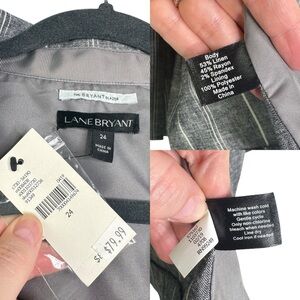 THE BRYANT BLAZER
LANE BRYANT
24
MADE IN
CHINA
24
$79.99
Body
53% Linen
45% Rayon
2% Spandex
Lining
100% Polyester
Made in
China
Machine wash cold
with like colors
Gentle cycle
Only non-chlorine
bleach when needed
Line dry
Cool iron if needed